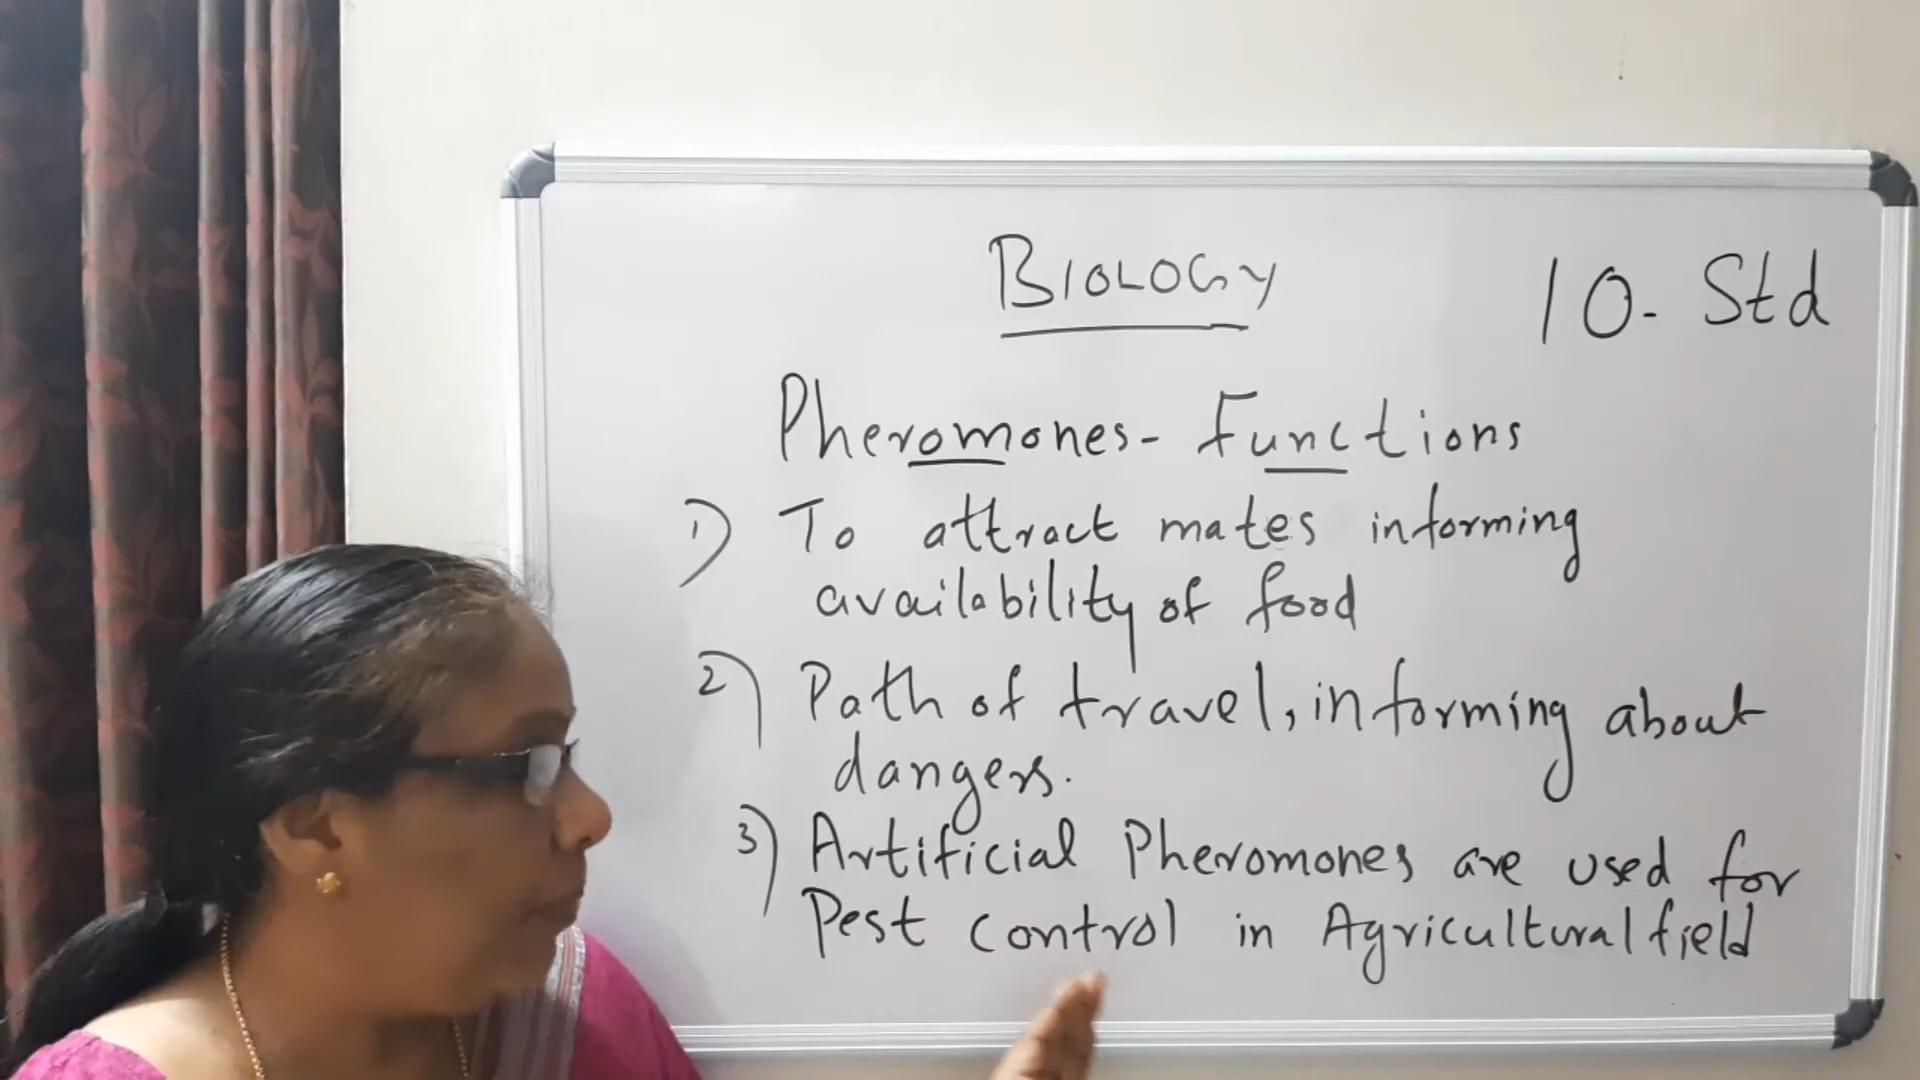 BIOLOGY
10. Std
Pheromones - Functions
1) To attract mates informing
availability of food
2) Path of travel, informing about
dangers.
3) Artificial Pheromones are used for
Pest control in Agricultural field